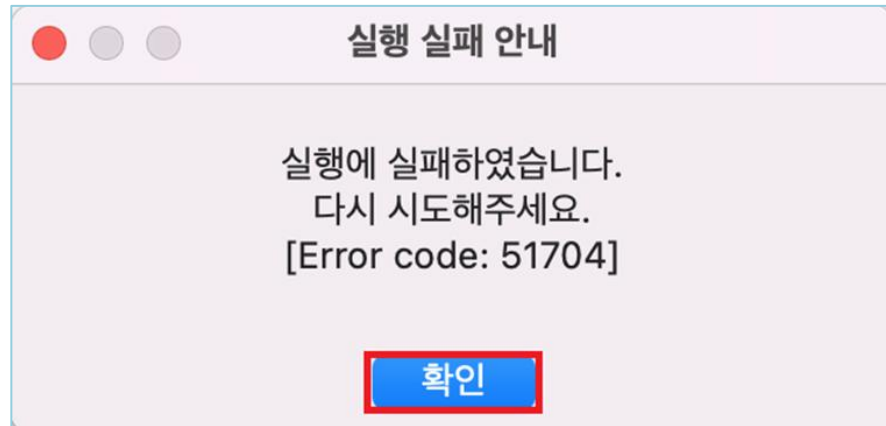 실행 실패 안내
실행에 실패하였습니다.
다시 시도해주세요.
[Error code: 51704]
확인